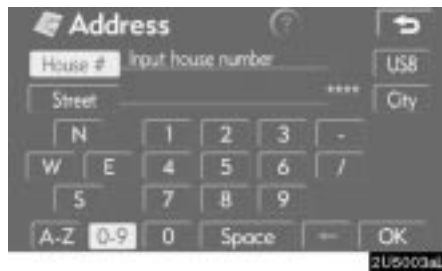 Address ?
House # Input house number US8
Street **** City
N 1 2 3 -
W E 4 5 6 /
S 7 8 9
A-Z 0-9 0 Space ← OK
2U5003aL